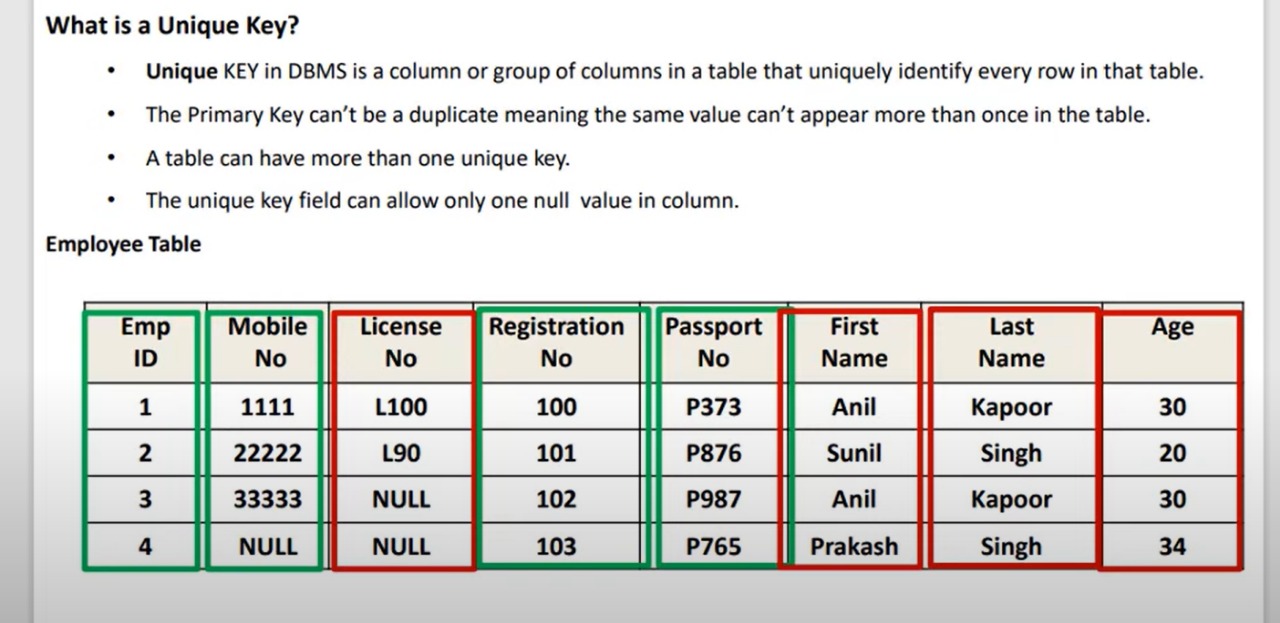 What is a Unique Key?
• Unique KEY in DBMS is a column or group of columns in a table that uniquely identify every row in that table.
• The Primary Key can't be a duplicate meaning the same value can't appear more than once in the table.
• A table can have more than one unique key.
• The unique key field can allow only one null value in column.
Employee Table
Emp ID | Mobile No | License No | Registration No | Passport No | First Name | Last Name | Age
1 | 1111 | L100 | 100 | P373 | Anil | Kapoor | 30
2 | 22222 | L90 | 101 | P876 | Sunil | Singh | 20
3 | 33333 | NULL | 102 | P987 | Anil | Kapoor | 30
4 | NULL | NULL | 103 | P765 | Prakash | Singh | 34